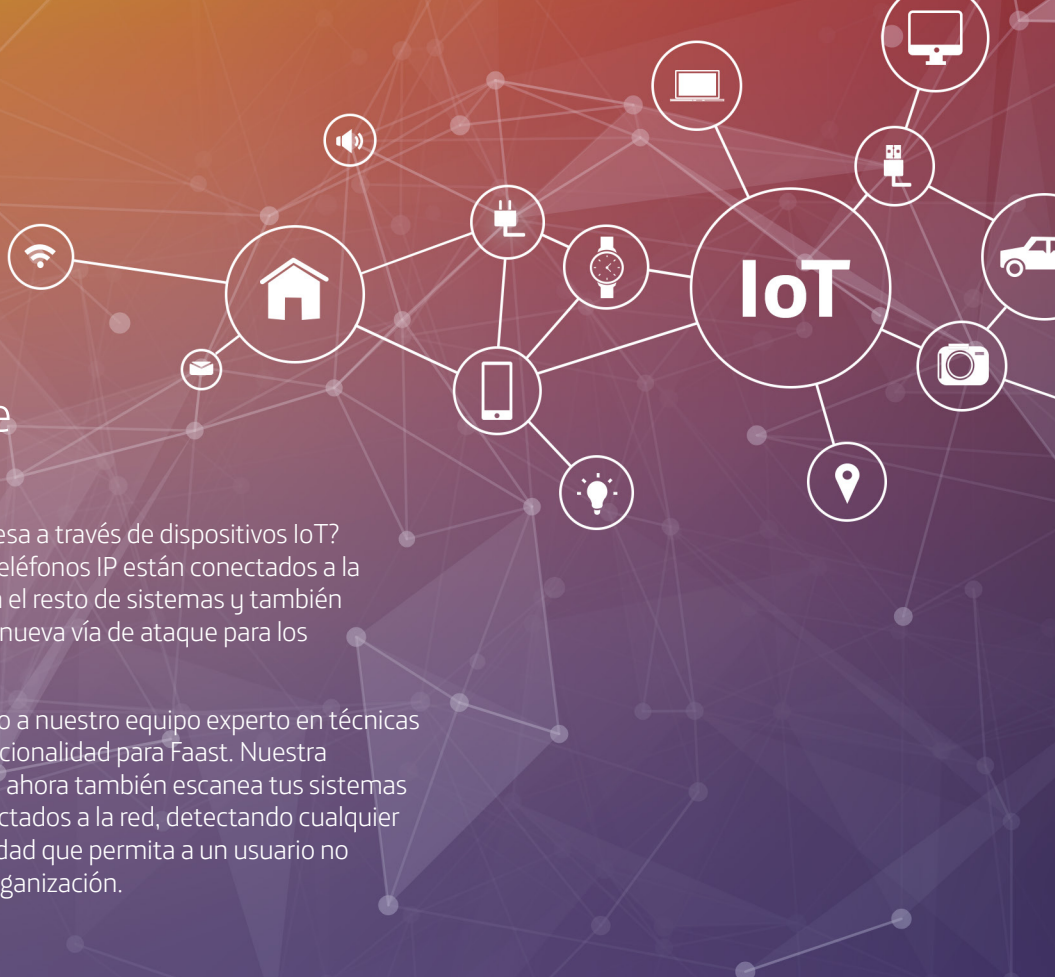 IoT
e
esa a través de dispositivos IoT?
eléfonos IP están conectados a la
el resto de sistemas y también
nueva vía de ataque para los
o a nuestro equipo experto en técnicas
cionalidad para Faast. Nuestra
ahora también escanea tus sistemas
ctados a la red, detectando cualquier
dad que permita a un usuario no
ganización.